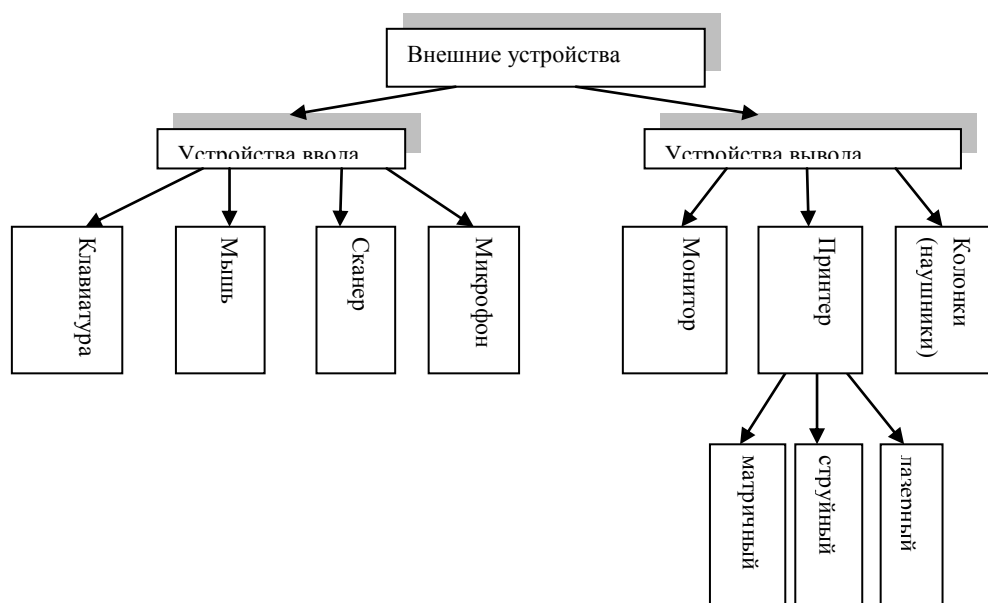 Внешние устройства
Устройства ввода
Устройства вывода
Клавиатура
Мышь
Сканер
Микрофон
Монитор
Принтер
Колонки
(наушники)
матричный
струйный
лазерный